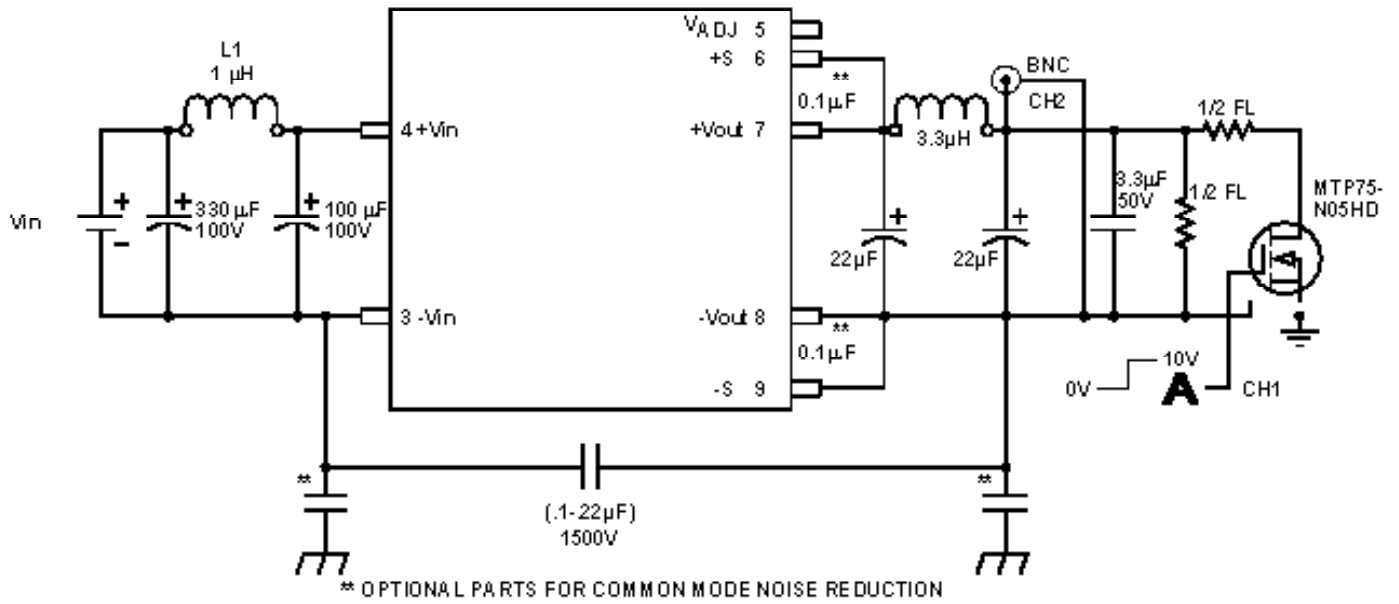 VADJ 5
+S 6
**
0.1µF
BNC
CH2
L1
1 µH
4 +Vin
+Vout 7
3.3µH
1/2 FL
Vin
+
-
+
330 µF
100V
+
100 µF
100V
+
22µF
+
22µF
3.3µF
50V
1/2 FL
MTP75-
N05HD
3 -Vin
-Vout 8
**
0.1µF
-S 9
0V
10V
A
CH1
**
(.1-22µF)
1500V
**
** OPTIONAL PARTS FOR COMMON MODE NOISE REDUCTION